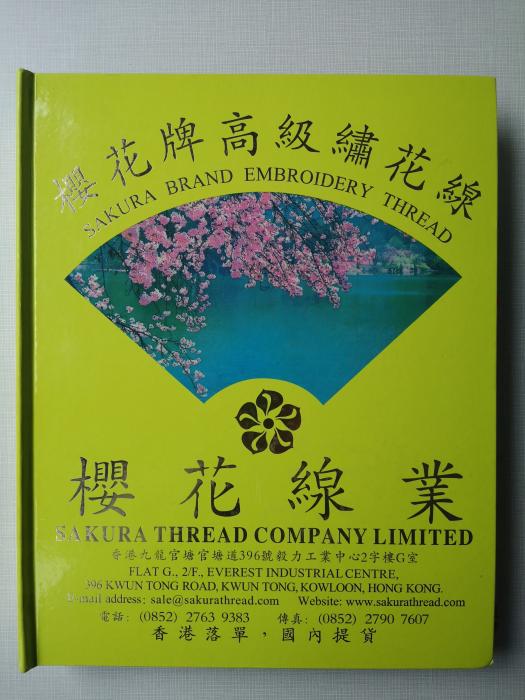 櫻花牌高級繡花線
SAKURA BRAND EMBROIDERY THREAD
櫻花線業
SAKURA THREAD COMPANY LIMITED
香港九龍官塘官塘道396號毅力工業中心2字樓G室
FLAT G., 2/F., EVEREST INDUSTRIAL CENTRE,
396 KWUN TONG ROAD, KWUN TONG, KOWLOON, HONG KONG.
E-mail address: sale@sakurathread.com Website: www.sakurathread.com
電話: (0852) 2763 9383 傳真: (0852) 2790 7607
香港落單，國內提貨